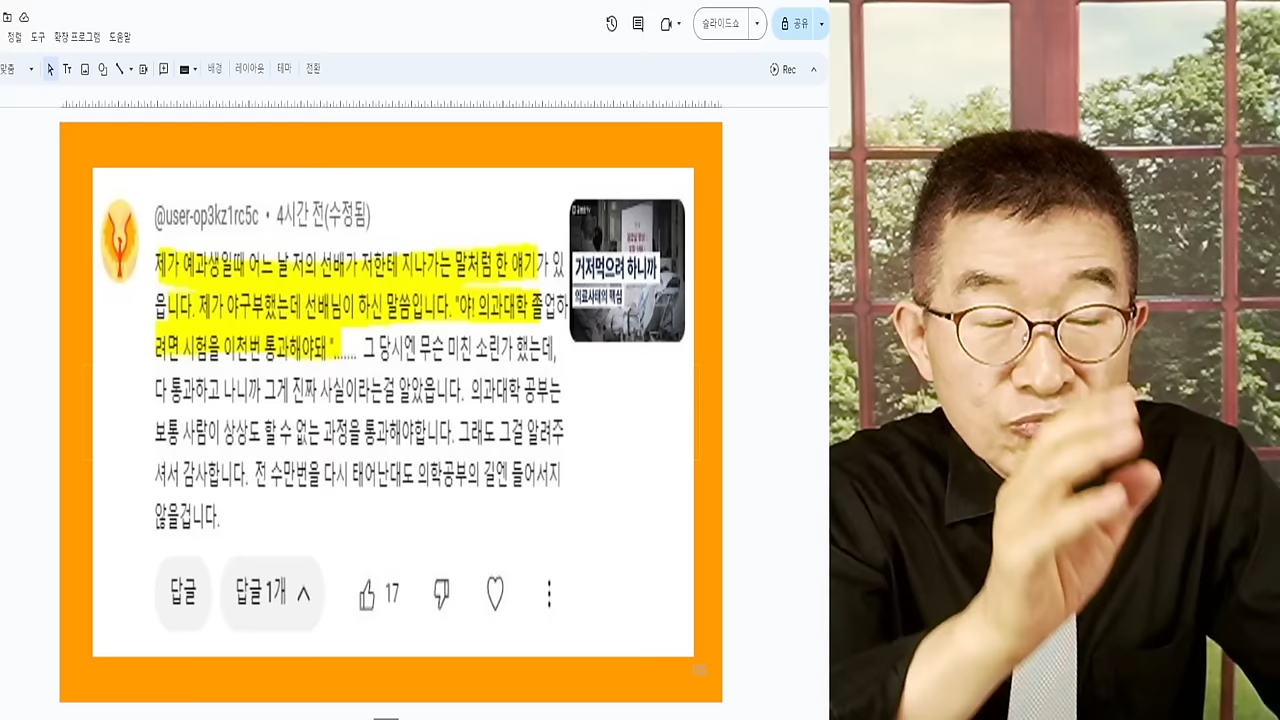 정렬 도구 확장 프로그램 도움말
슬라이드쇼
공유
맞춤
Tт
배경 레이아웃 테마 전환
Rec
@user-op3kz1rc5c • 4시간 전(수정됨)
제가 예과생일때 어느 날 저의 선배가 저한테 지나가는 말처럼 한 얘기가 있
읍니다. 제가 야구부했는데 선배님이 하신 말씀입니다. "야! 의과대학 졸업하
려면 시험을 이천번 통과해야돼 "....... 그 당시엔 무슨 미친 소린가 했는데,
다 통과하고 나니까 그게 진짜 사실이라는걸 알았읍니다. 의과대학 공부는
보통 사람이 상상도 할 수 없는 과정을 통과해야합니다. 그래도 그걸 알려주
셔서 감사합니다. 전 수만번을 다시 태어난대도 의학공부의 길엔 들어서지
않을겁니다.
거저먹으려 하니까
의료사태의 핵심
답글
답글 1개
17